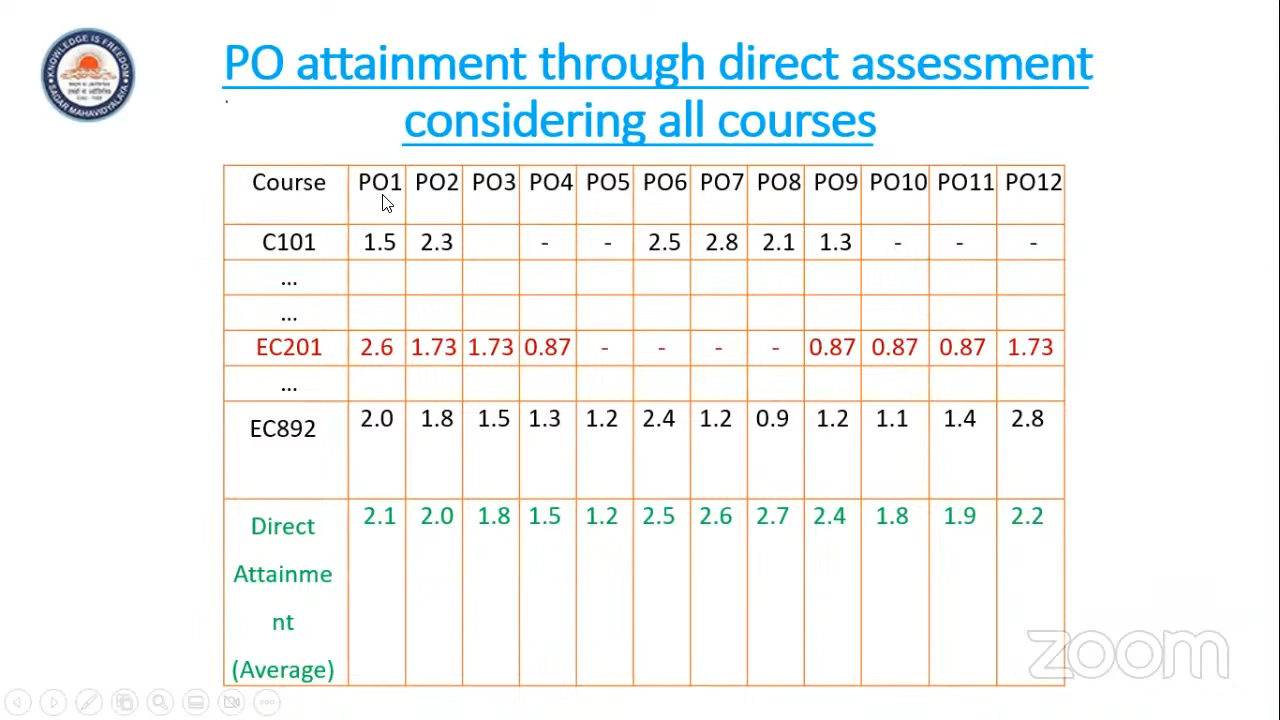 KNOWLEDGE IS FREEDOM
SAGAR MAHAVIDYALAYA
PO attainment through direct assessment
considering all courses
Course PO1 PO2 PO3 PO4 PO5 PO6 PO7 PO8 PO9 PO10 PO11 PO12
C101 1.5 2.3 - - 2.5 2.8 2.1 1.3 - - -
...
...
EC201 2.6 1.73 1.73 0.87 - - - - 0.87 0.87 0.87 1.73
...
EC892 2.0 1.8 1.5 1.3 1.2 2.4 1.2 0.9 1.2 1.1 1.4 2.8
Direct 2.1 2.0 1.8 1.5 1.2 2.5 2.6 2.7 2.4 1.8 1.9 2.2
Attainme
nt
(Average)
zoom